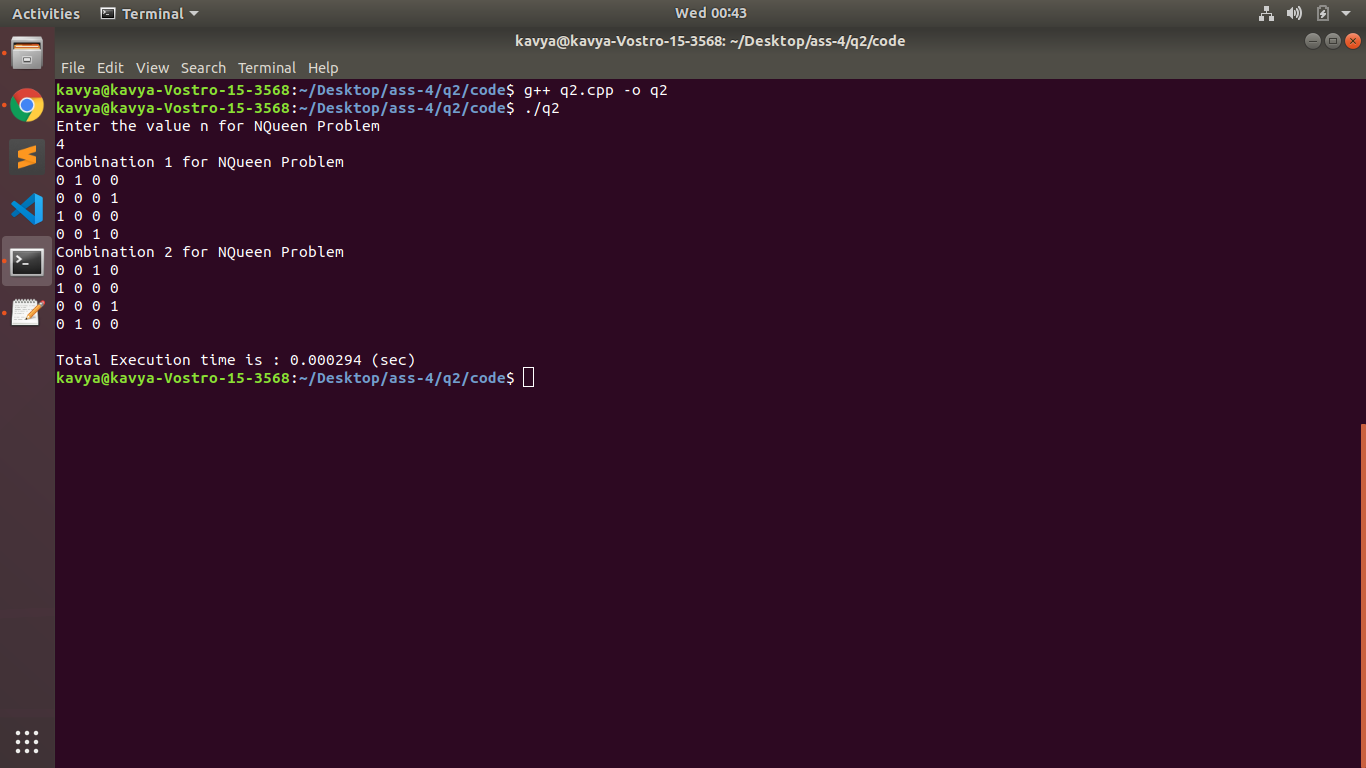 Activities Terminal Wed 00:43
kavya@kavya-Vostro-15-3568: ~/Desktop/ass-4/q2/code
File Edit View Search Terminal Help
kavya@kavya-Vostro-15-3568:~/Desktop/ass-4/q2/code$ g++ q2.cpp -o q2
kavya@kavya-Vostro-15-3568:~/Desktop/ass-4/q2/code$ ./q2
Enter the value n for NQueen Problem
4
Combination 1 for NQueen Problem
0 1 0 0
0 0 0 1
1 0 0 0
0 0 1 0
Combination 2 for NQueen Problem
0 0 1 0
1 0 0 0
0 0 0 1
0 1 0 0
Total Execution time is : 0.000294 (sec)
kavya@kavya-Vostro-15-3568:~/Desktop/ass-4/q2/code$